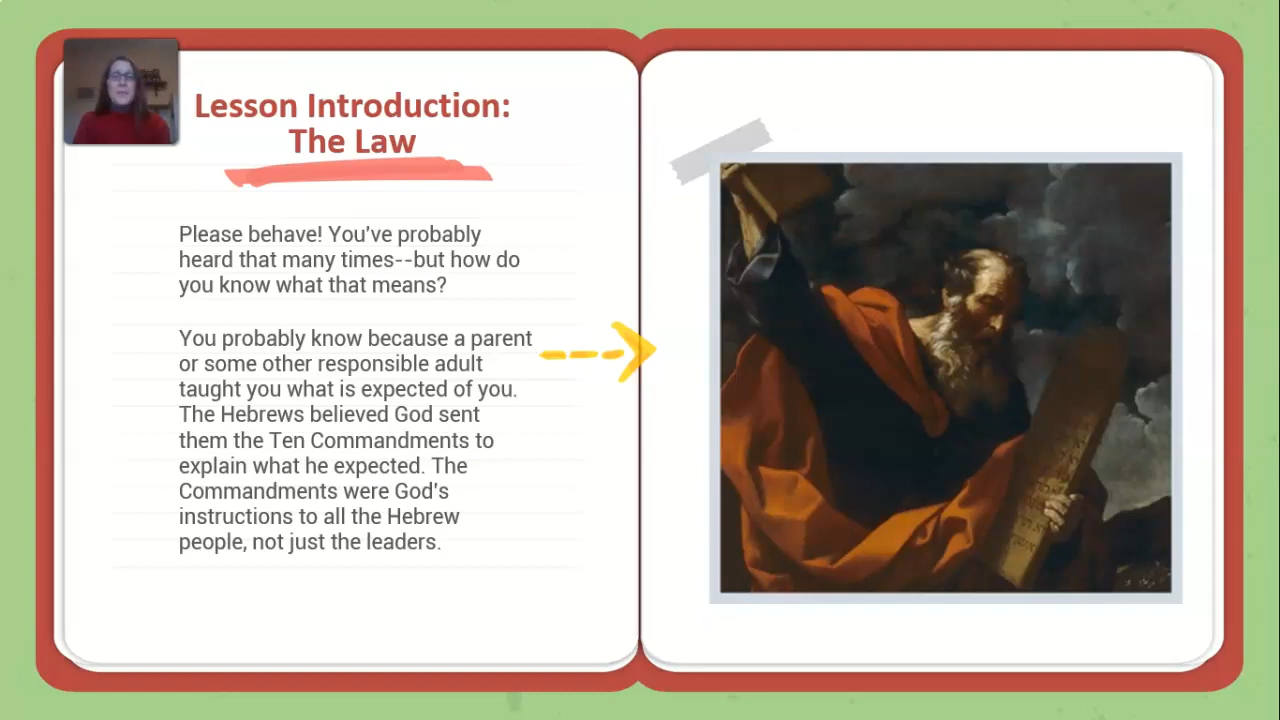 Lesson Introduction:
The Law
Please behave! You've probably
heard that many times--but how do
you know what that means?
You probably know because a parent
or some other responsible adult
taught you what is expected of you.
The Hebrews believed God sent
them the Ten Commandments to
explain what he expected. The
Commandments were God's
instructions to all the Hebrew
people, not just the leaders.